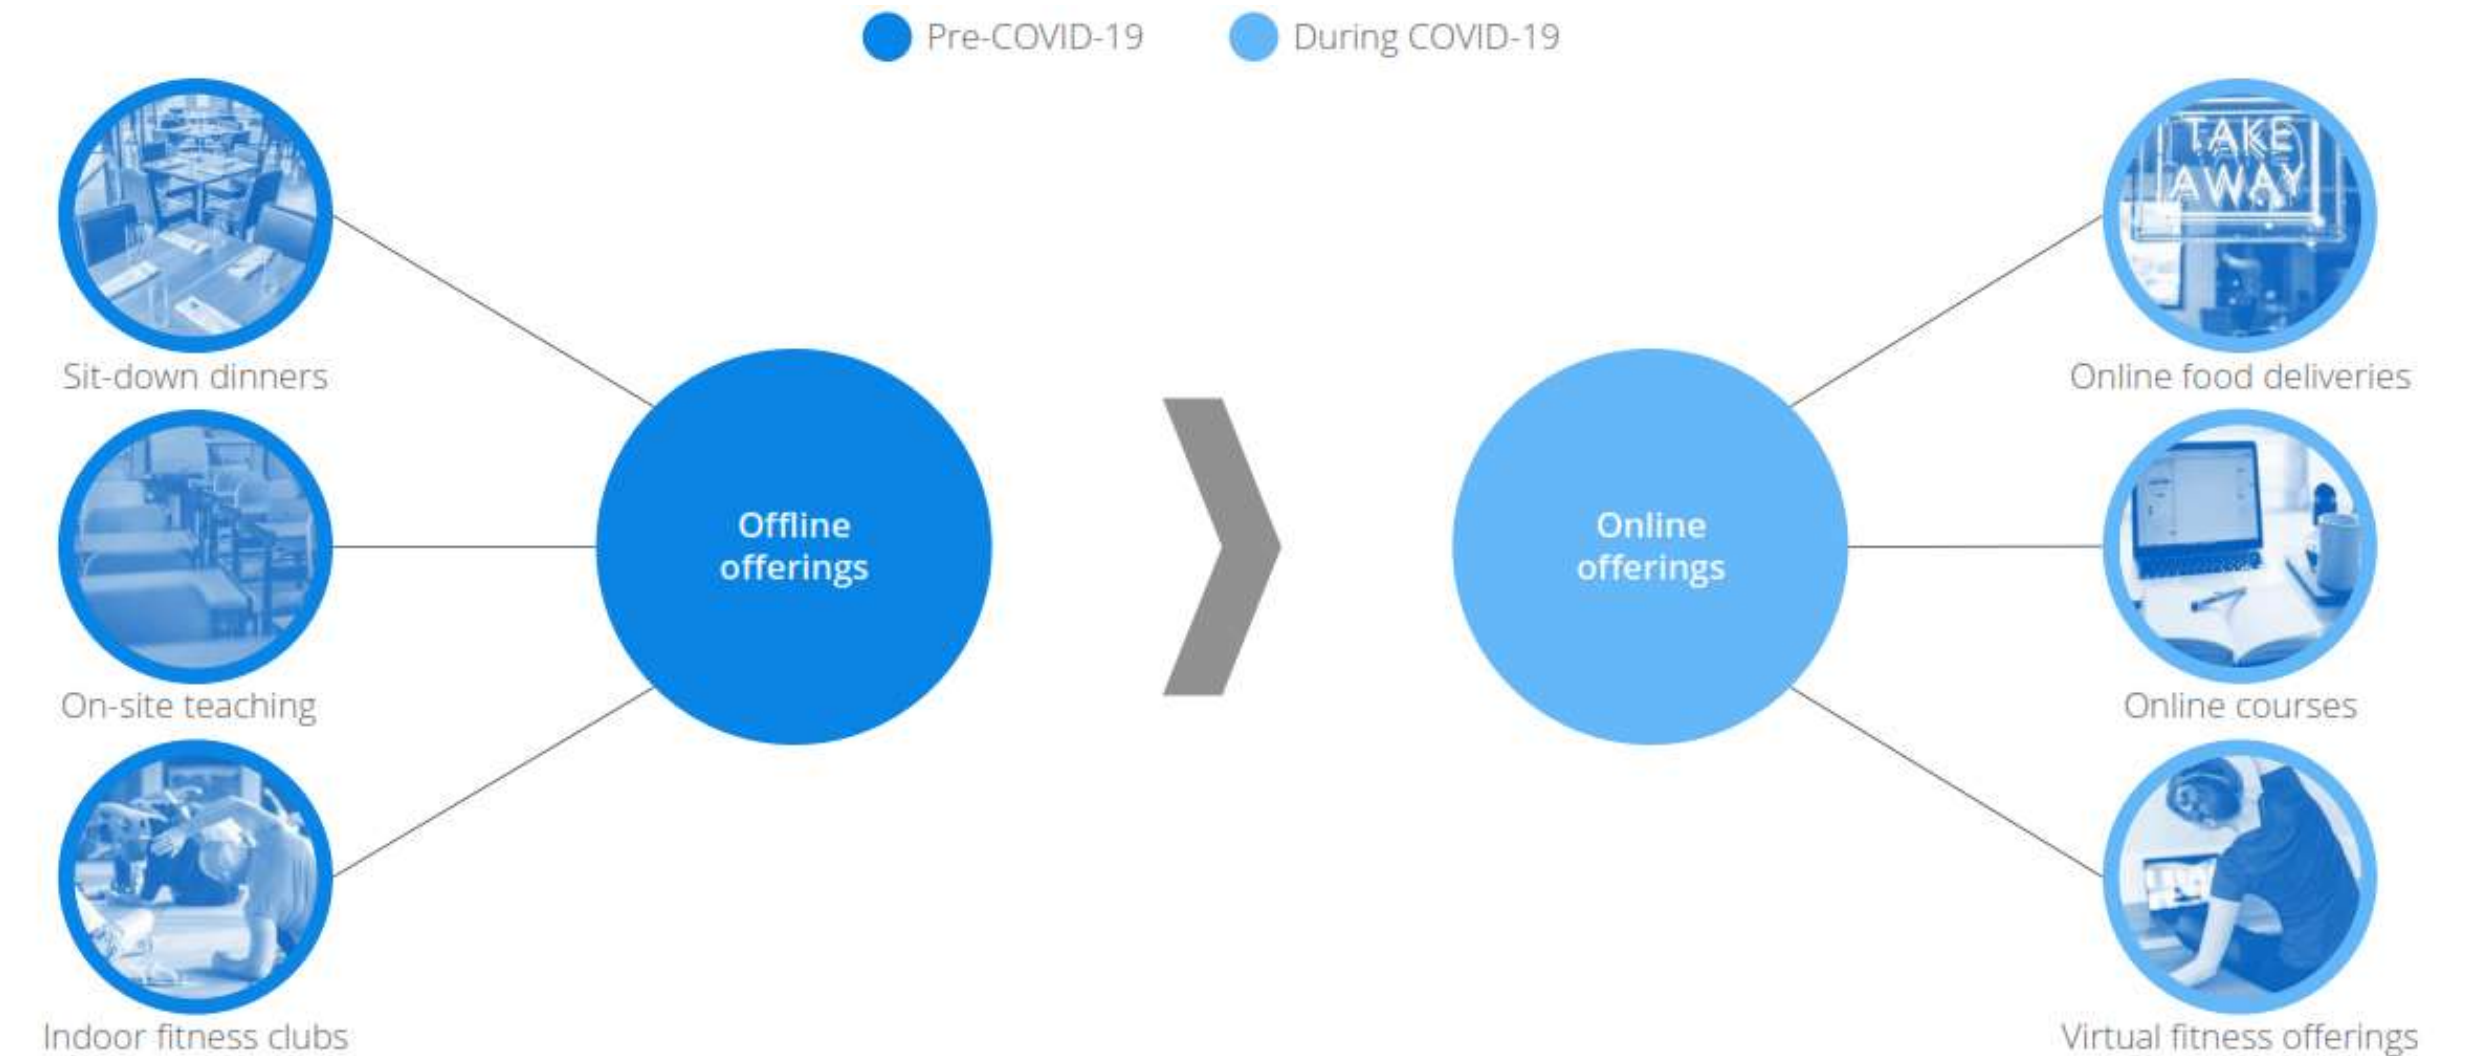 Pre-COVID-19
During COVID-19
TAKE
AWAY
Sit-down dinners
Online food deliveries
Offline
offerings
Online
offerings
On-site teaching
Online courses
Indoor fitness clubs
Virtual fitness offerings